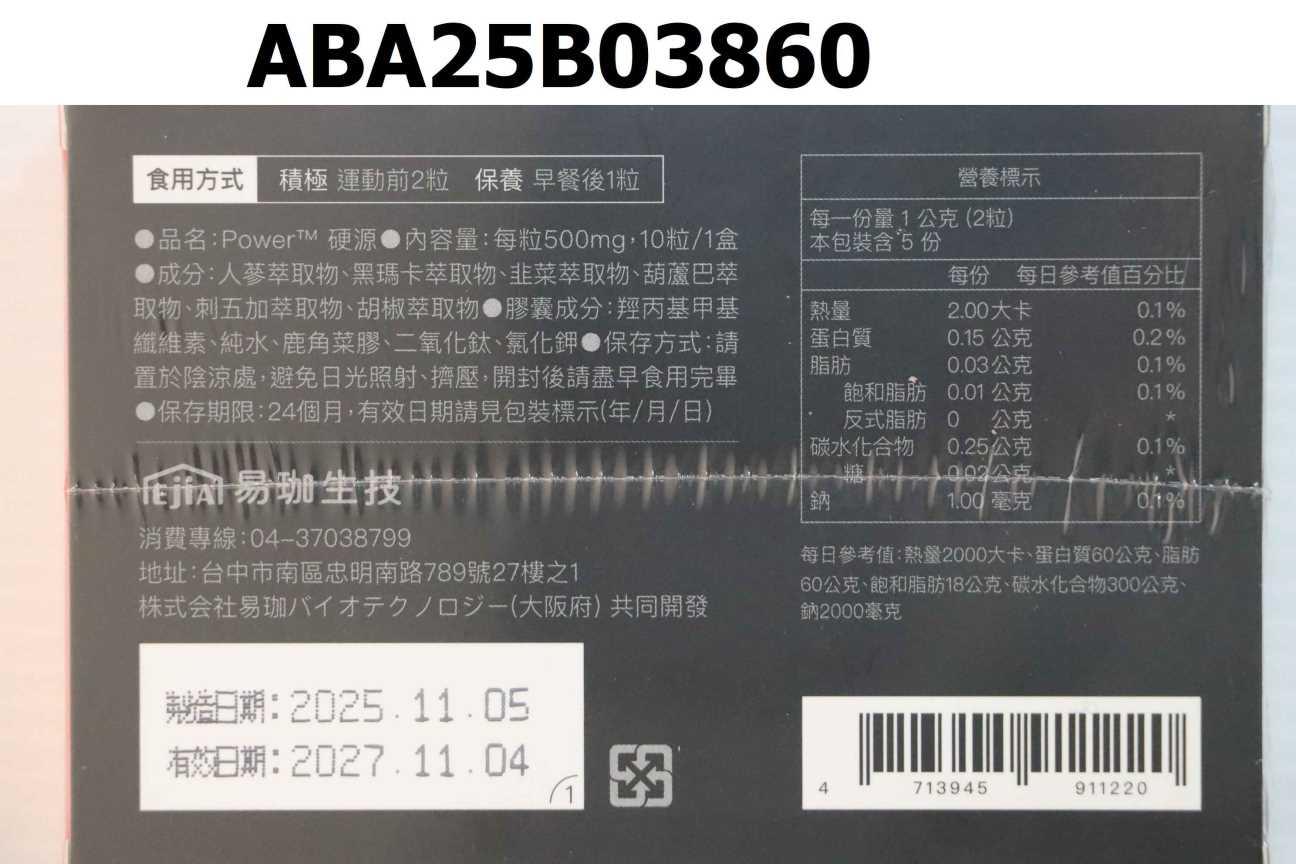 ABA25B03860
食用方式 積極 運動前2粒 保養 早餐後1粒
●品名:Power™ 硬源●內容量:每粒500mg,10粒/1盒
●成分:人蔘萃取物、黑瑪卡萃取物、韭菜萃取物、葫蘆巴萃
取物、刺五加萃取物、胡椒萃取物●膠囊成分:羥丙基甲基
纖維素、純水、鹿角菜膠、二氧化鈦、氯化鉀●保存方式:請
置於陰涼處,避免日光照射、擠壓,開封後請盡早食用完畢
●保存期限:24個月,有效日期請見包裝標示(年/月/日)
EJIA 易珈生技
消費專線:04-37038799
地址:台中市南區忠明南路789號27樓之1
株式会社易珈バイオテクノロジー(大阪府) 共同開發
製造日期:2025.11.05
有效日期:2027.11.04
1
營養標示
每一份量 1 公克 (2粒)
本包裝含 5 份
每份 每日參考值百分比
熱量 2.00大卡 0.1%
蛋白質 0.15 公克 0.2%
脂肪 0.03公克 0.1%
飽和脂肪 0.01 公克 0.1%
反式脂肪 0 公克 *
碳水化合物 0.25公克 0.1%
糖 0.02公克 *
鈉 1.00 毫克 0.1%
每日參考值:熱量2000大卡、蛋白質60公克、脂肪
60公克、飽和脂肪18公克、碳水化合物300公克、
鈉2000毫克
4 713945 911220